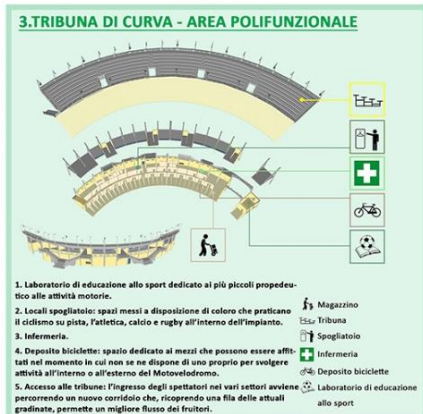 3.TRIBUNA DI CURVA - AREA POLIFUNZIONALE
1. Laboratorio di educazione allo sport dedicato ai più piccoli propedeu-
tico alle attività motorie.
2. Locali spogliatoio: spazi messi a disposizione di coloro che praticano
il ciclismo su pista, l'atletica, calcio e rugby all'interno dell'impianto.
3. Infermeria.
4. Deposito biciclette: spazio dedicato ai mezzi che possono essere affit-
tati nel momento in cui non se ne dispone di uno proprio per svolgere
attività all'interno o all'esterno del Motovelodromo.
5. Accesso alle tribune: l'ingresso degli spettatori nei vari settori avviene
percorrendo un nuovo corridoio che, ricoprendo una fila delle attuali
gradinate, permette un migliore flusso dei fruitori.
Magazzino
Tribuna
Spogliatoio
Infermeria
Deposito biciclette
Laboratorio di educazione
allo sport